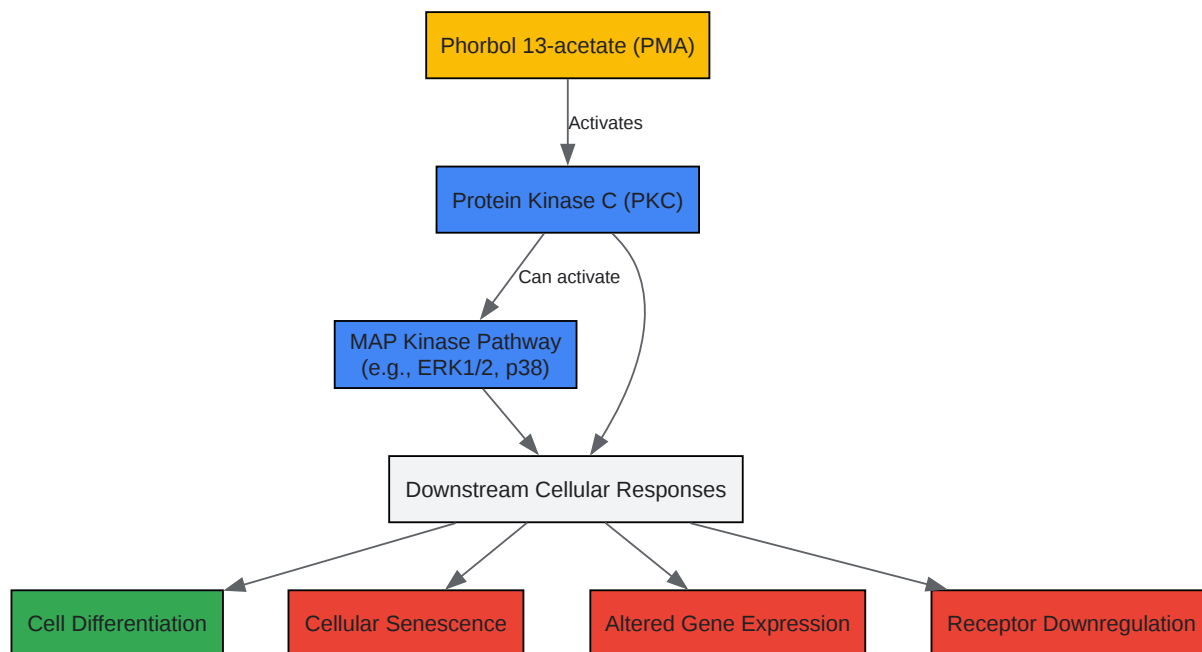 Phorbol 13-acetate (PMA)
Activates
Protein Kinase C (PKC)
Can activate
MAP Kinase Pathway
(e.g., ERK1/2, p38)
Downstream Cellular Responses
Cell Differentiation
Cellular Senescence
Altered Gene Expression
Receptor Downregulation